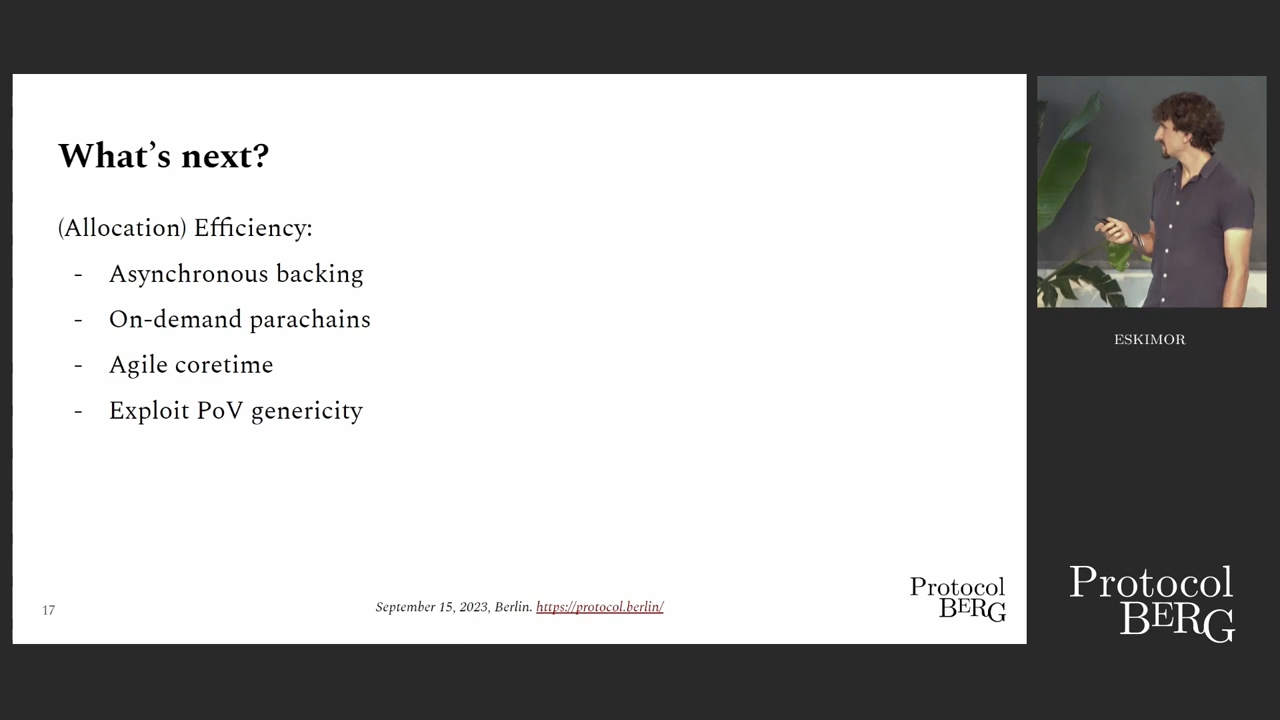 What's next?
(Allocation) Efficiency:
- Asynchronous backing
- On-demand parachains
- Agile coretime
- Exploit PoV genericity
17
September 15, 2023, Berlin. https://protocol.berlin/
Protocol
BERG
ESKIMOR
Protocol
BERG